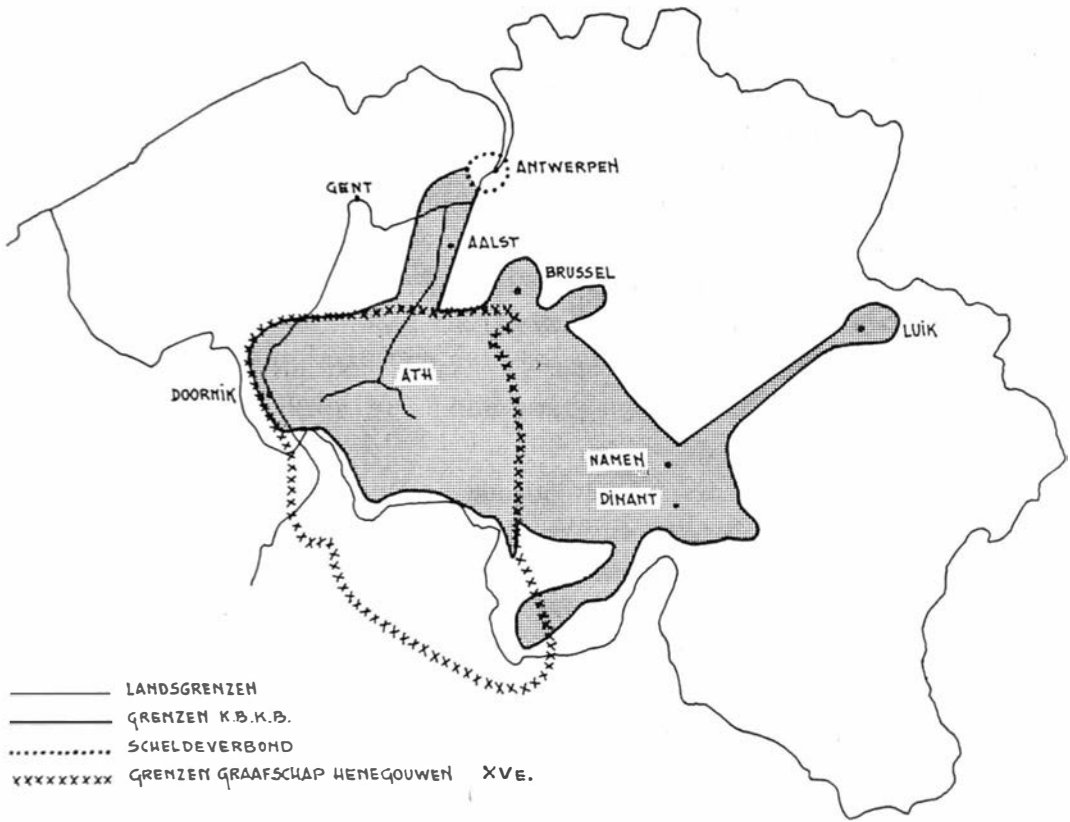 ANTWERPEN
GENT
AALST
BRUSSEL
LUIK
ATH
DOORNIK
NAMEN
DINANT
LANDSGRENZEN
GRENZEN K.B.K.B.
SCHELDEVERBOND
GRENZEN GRAAFSCHAP HENEGOUWEN XVE.